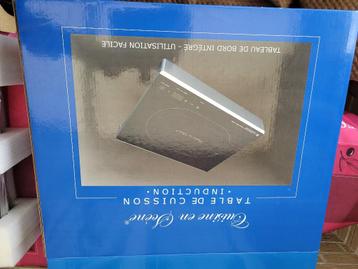 Cuisine en Scène®
TABLE DE CUISSON
• INDUCTION •
TABLEAU DE BORD INTÉGRÉ - UTILISATION FACILE